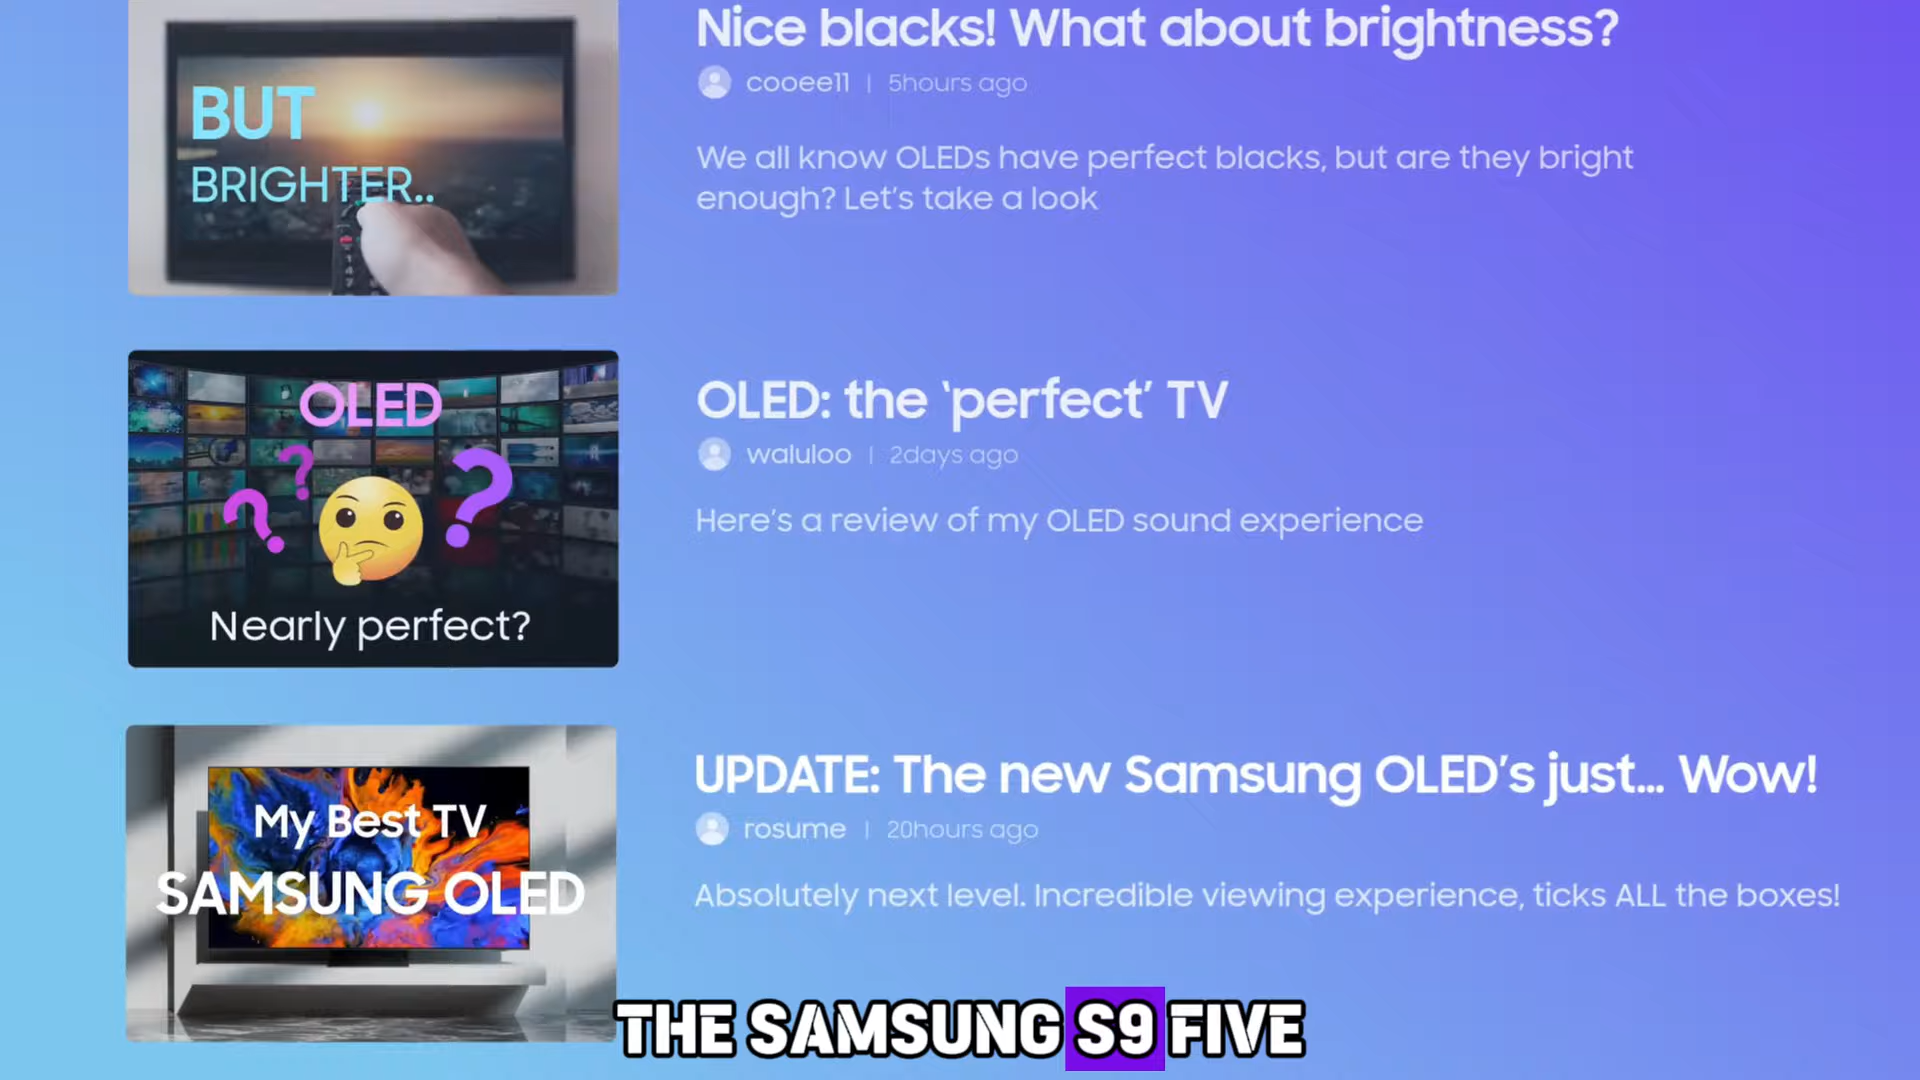 Nice blacks! What about brightness?
cooee11 | 5hours ago
We all know OLEDs have perfect blacks, but are they bright
enough? Let's take a look
BUT
BRIGHTER..
OLED: the ‘perfect’ TV
waluloo | 2days ago
Here's a review of my OLED sound experience
OLED
? ? ?
Nearly perfect?
UPDATE: The new Samsung OLED's just... Wow!
rosume | 20hours ago
Absolutely next level. Incredible viewing experience, ticks ALL the boxes!
My Best TV
SAMSUNG OLED
THE SAMSUNG S9 FIVE